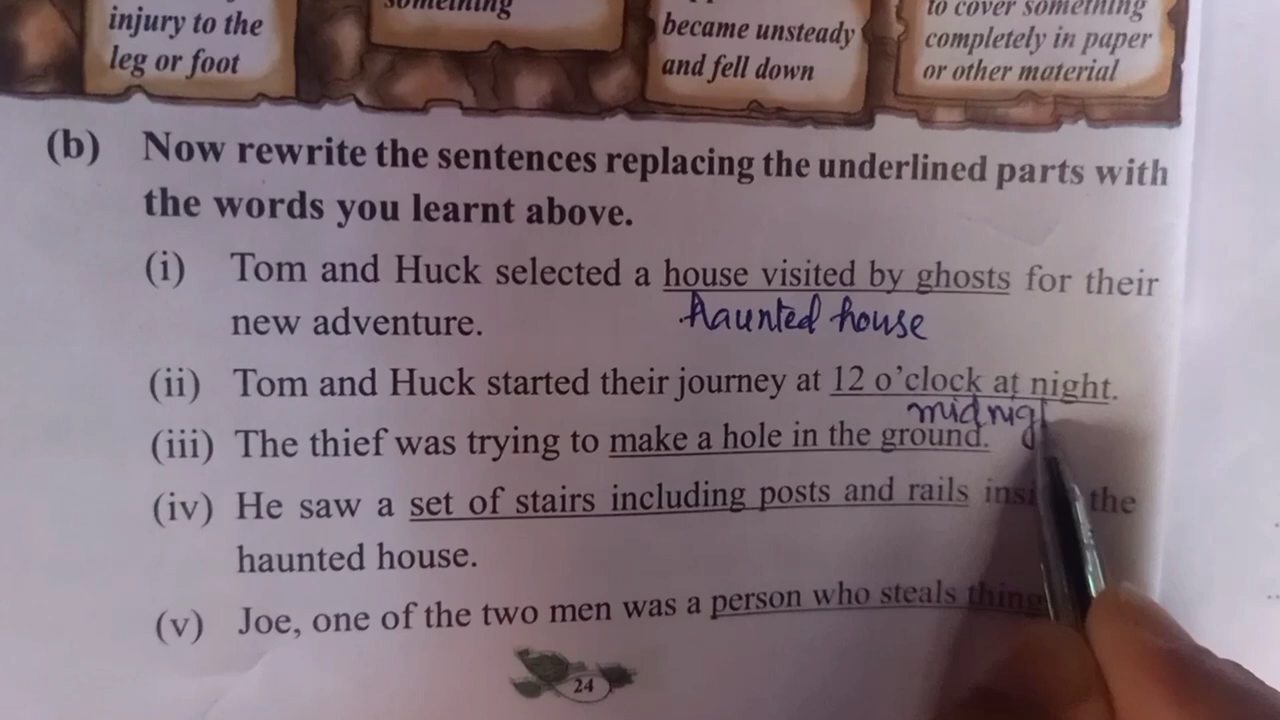 injury to the
leg or foot
something
became unsteady
and fell down
to cover something
completely in paper
or other material
(b) Now rewrite the sentences replacing the underlined parts with
the words you learnt above.
(i) Tom and Huck selected a house visited by ghosts for their
new adventure.
Haunted house
(ii) Tom and Huck started their journey at 12 o'clock at night.
midnig
(iii) The thief was trying to make a hole in the ground.
(iv) He saw a set of stairs including posts and rails the
haunted house.
(v) Joe, one of the two men was a person who steals thing
24